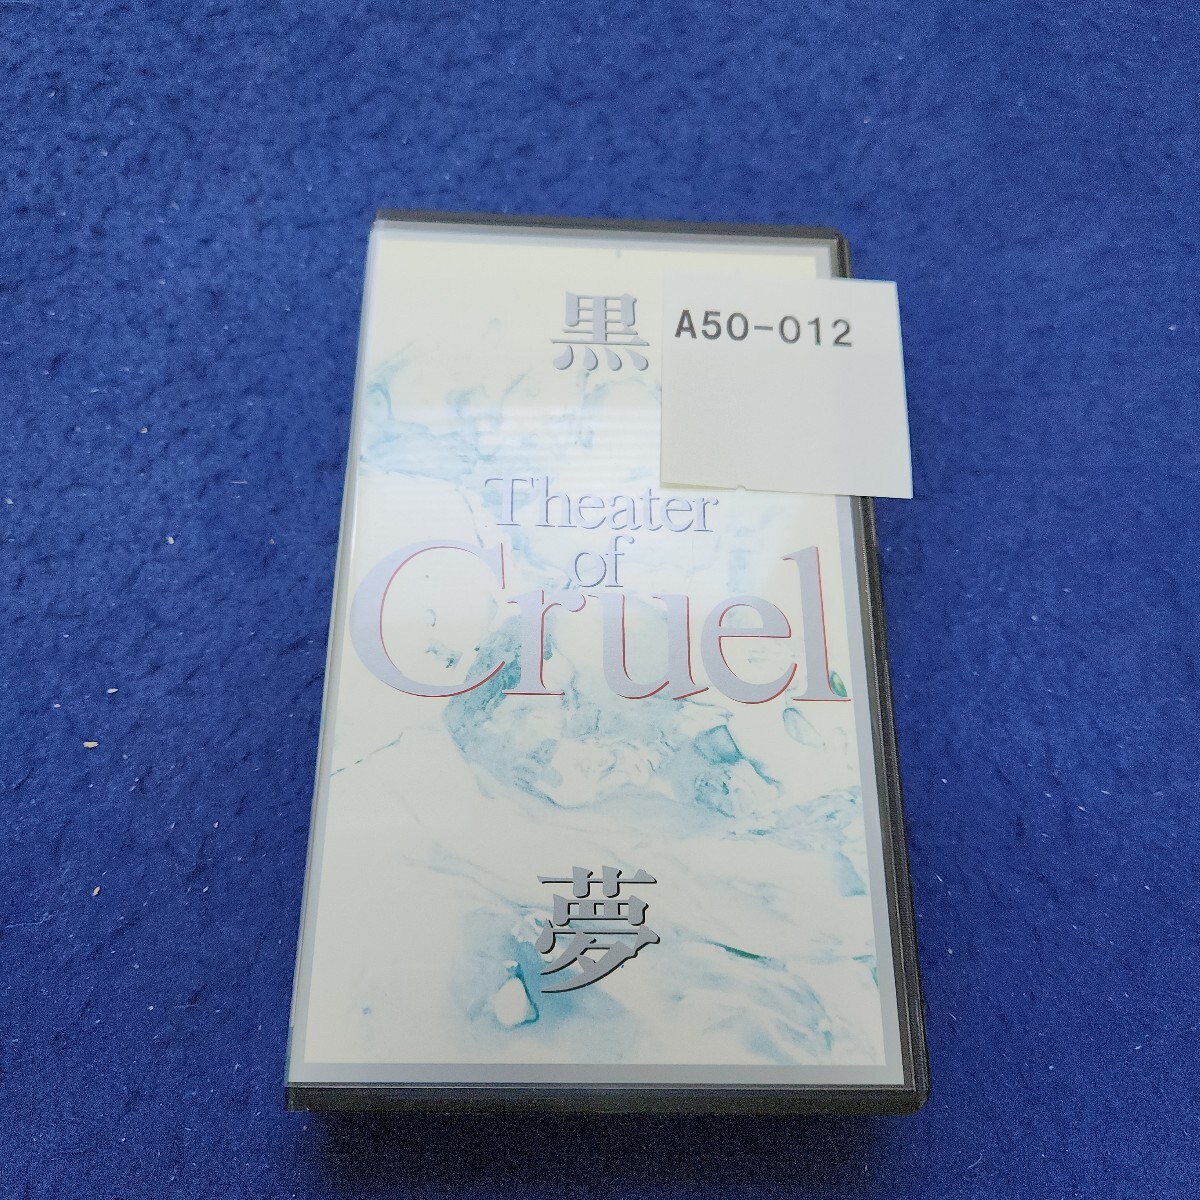 黒
A50-012
Theater
of
Cruel
夢